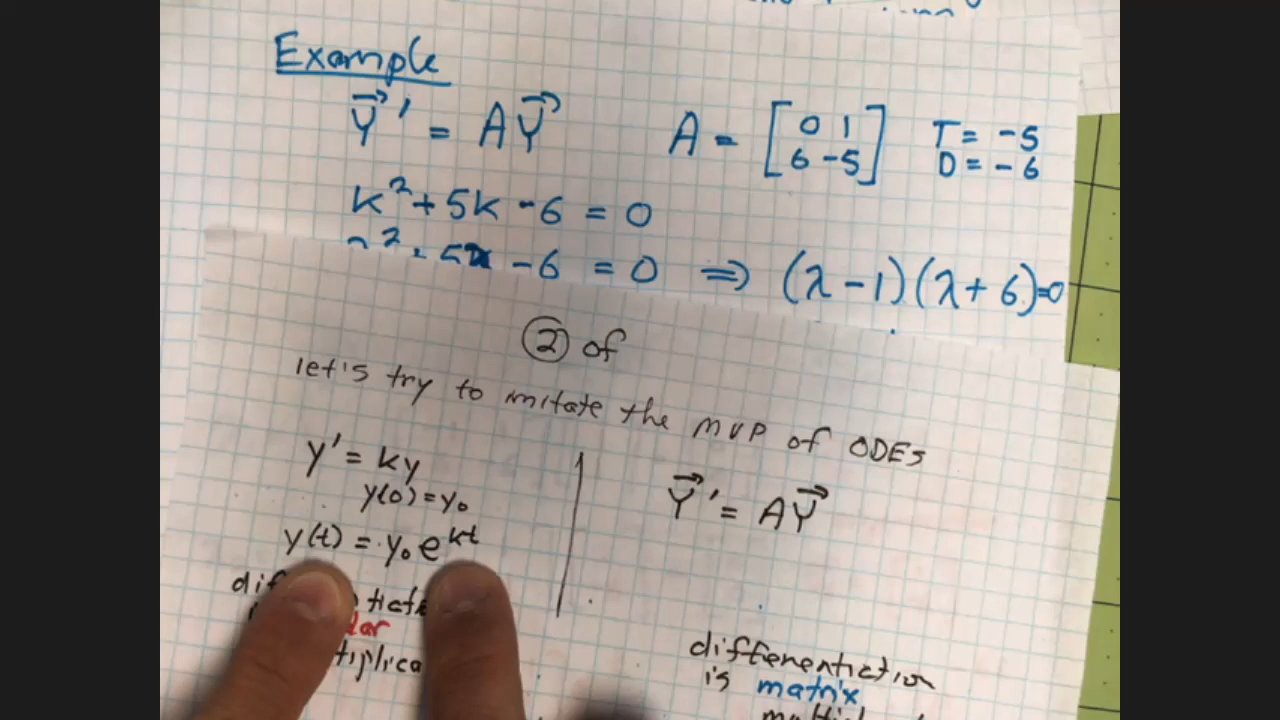 Example
Y⃗' = AY⃗ A = [0 1 6 -5] T = -5
D = -6
k² + 5k - 6 = 0
- 6 = 0 ⇒ (λ - 1)(λ + 6) = 0
② of
let's try to imitate the MVP of ODEs
y' = ky
y(0) = y₀
Y⃗' = AY⃗
y(t) = y₀ e^kt
differentiation
is matrix